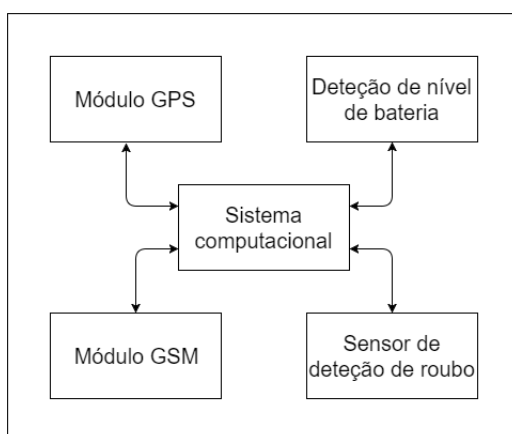 Módulo GPS
Deteção de nível
de bateria
Sistema
computacional
Módulo GSM
Sensor de
deteção de roubo